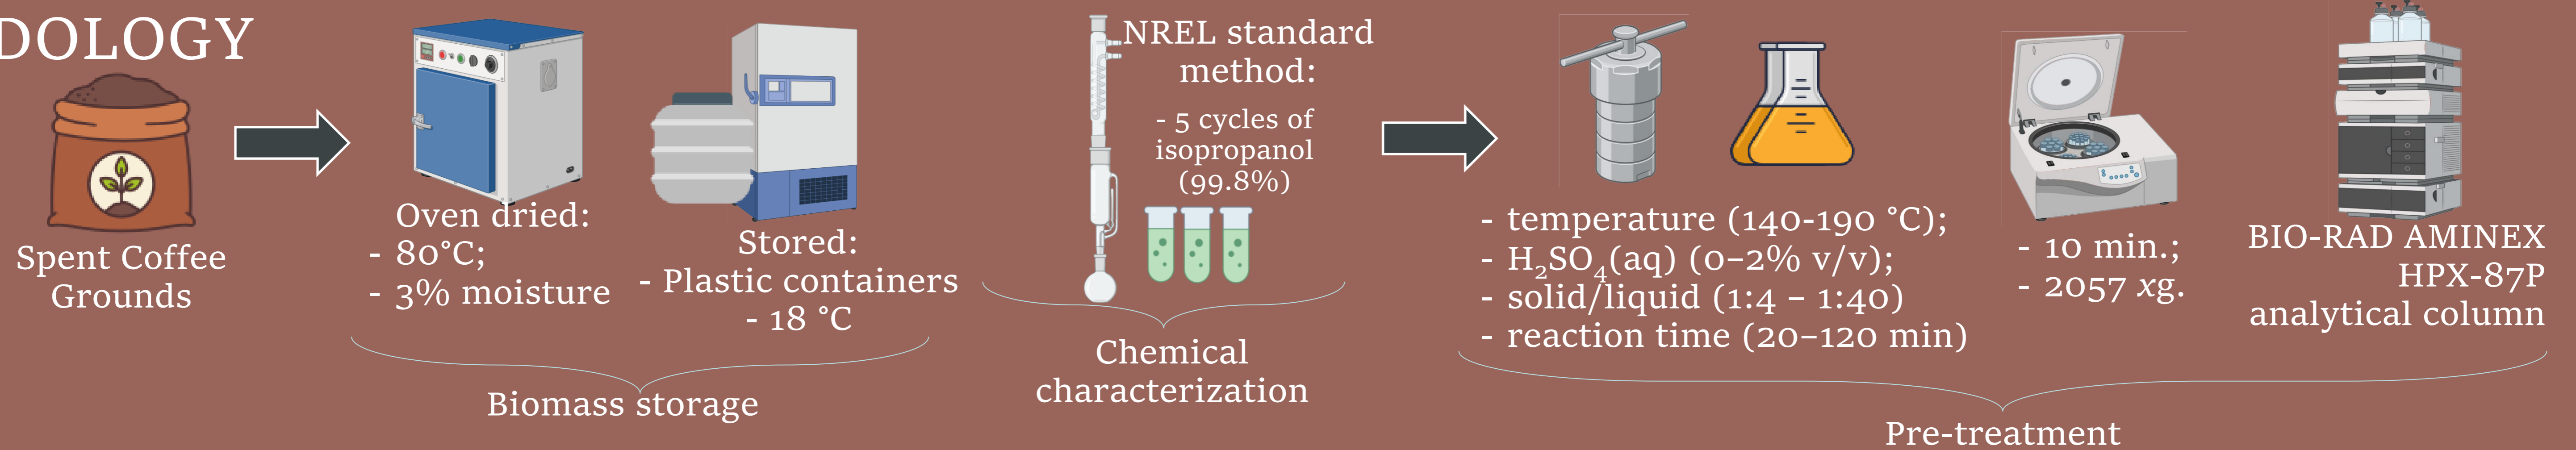 DOLOGY
Spent Coffee
Grounds
Oven dried:
- 80°C;
- 3% moisture
Stored:
- Plastic containers
- 18 °C
Biomass storage
NREL standard
method:
- 5 cycles of
isopropanol
(99.8%)
Chemical
characterization
- temperature (140-190 °C);
- H₂SO₄(aq) (0–2% v/v);
- solid/liquid (1:4 – 1:40)
- reaction time (20–120 min)
- 10 min.;
- 2057 xg.
BIO-RAD AMINEX
HPX-87P
analytical column
Pre-treatment